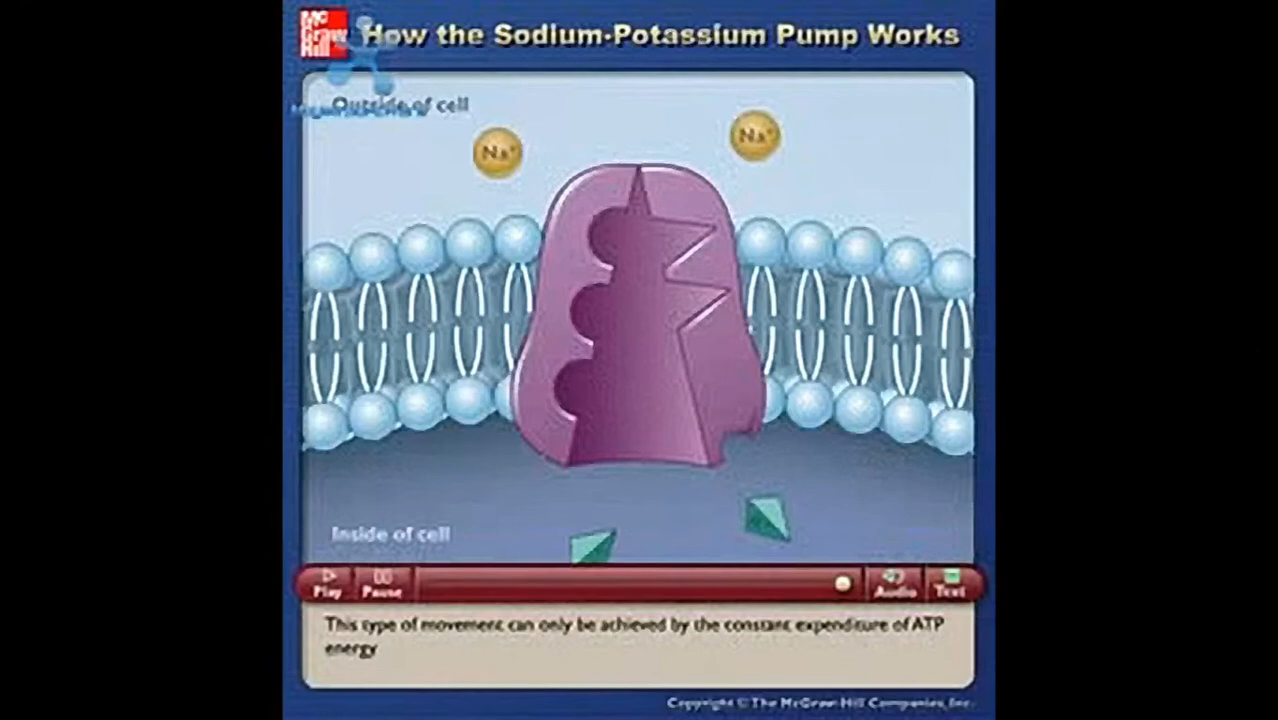 Mc
Graw
Hill
How the Sodium-Potassium Pump Works
Outside of cell
Na+
Na+
Inside of cell
Play
Pause
Audio
Text
This type of movement can only be achieved by the constant expenditure of ATP
energy
Copyright © The McGraw-Hill Companies, Inc.